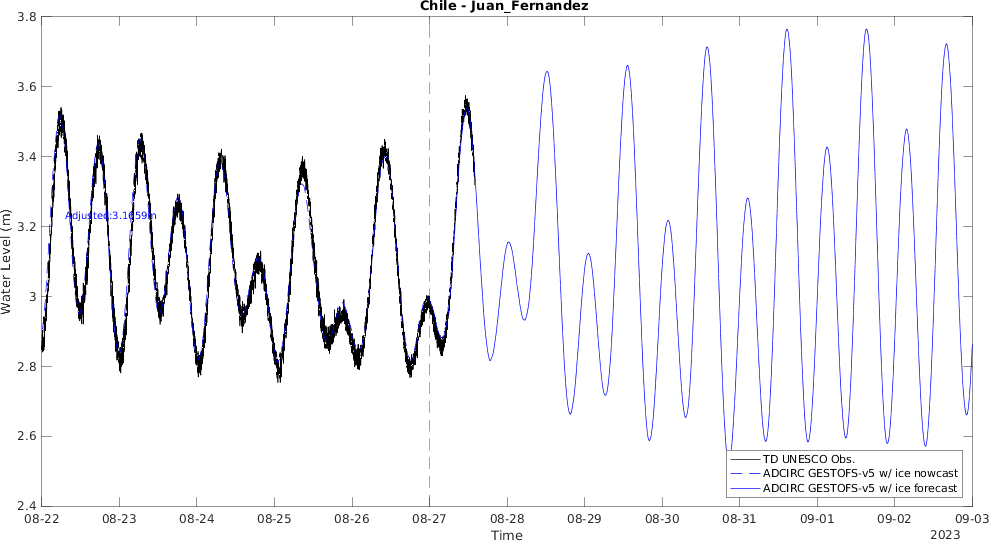 Chile - Juan_Fernandez
Water Level (m)
3.8
3.6
3.4
3.2
3
2.8
2.6
2.4
Adjusted:3.1659m
TD UNESCO Obs.
ADCIRC GESTOFS-v5 w/ ice nowcast
ADCIRC GESTOFS-v5 w/ ice forecast
08-22 08-23 08-24 08-25 08-26 08-27 08-28 08-29 08-30 08-31 09-01 09-02 09-03
Time
2023